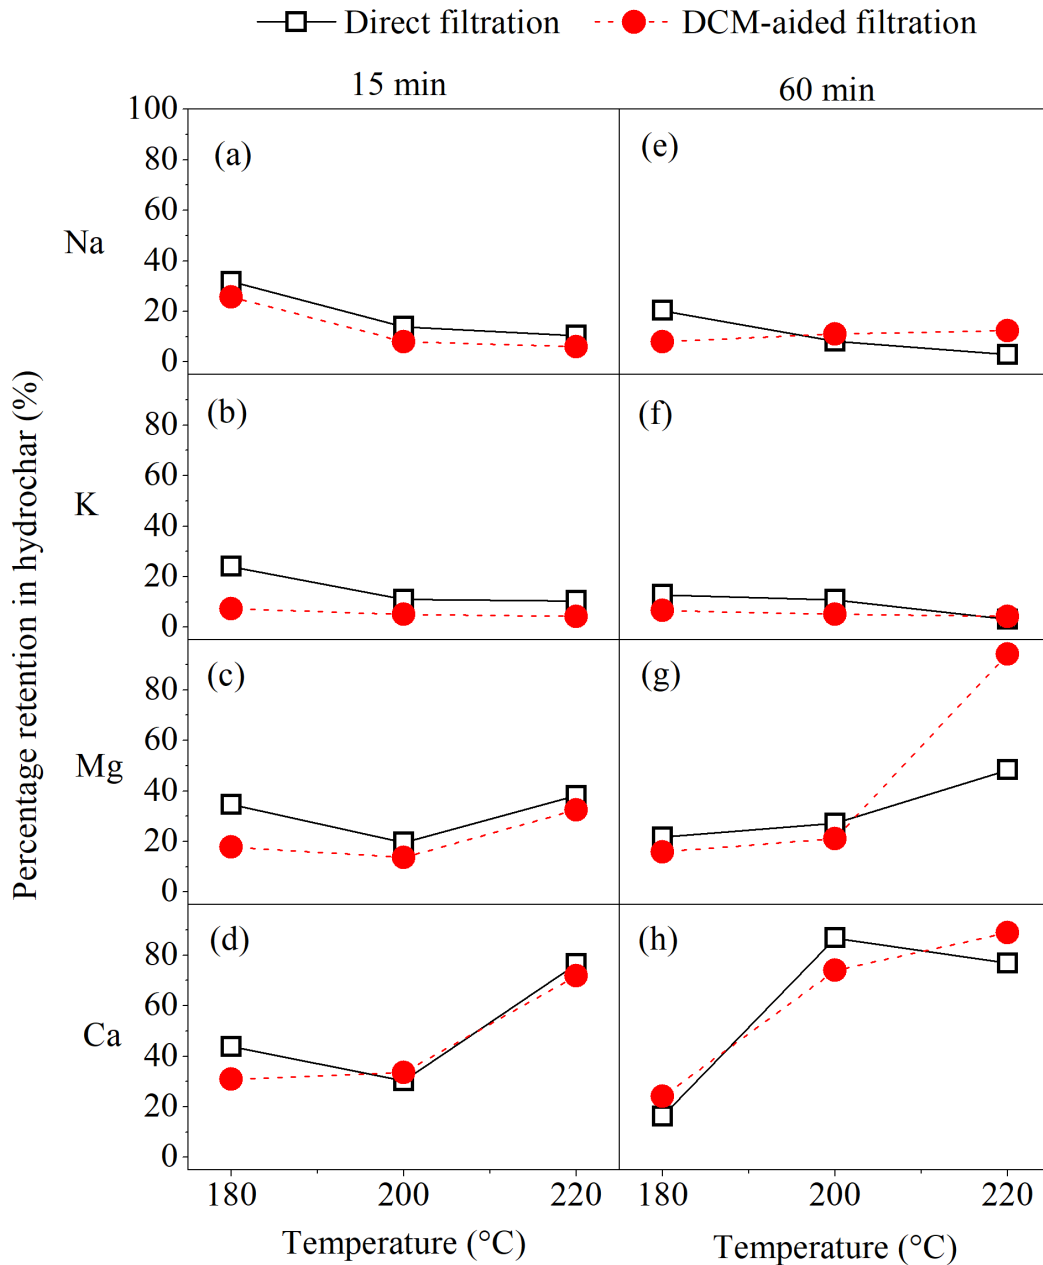 Direct filtration DCM-aided filtration
15 min 60 min
Percentage retention in hydrochar (%)
Na
100
80
60
40
20
0
(a)
(e)
K
80
60
40
20
0
(b)
(f)
Mg
80
60
40
20
0
(c)
(g)
Ca
80
60
40
20
0
(d)
(h)
180 200 220 180 200 220
Temperature (°C) Temperature (°C)